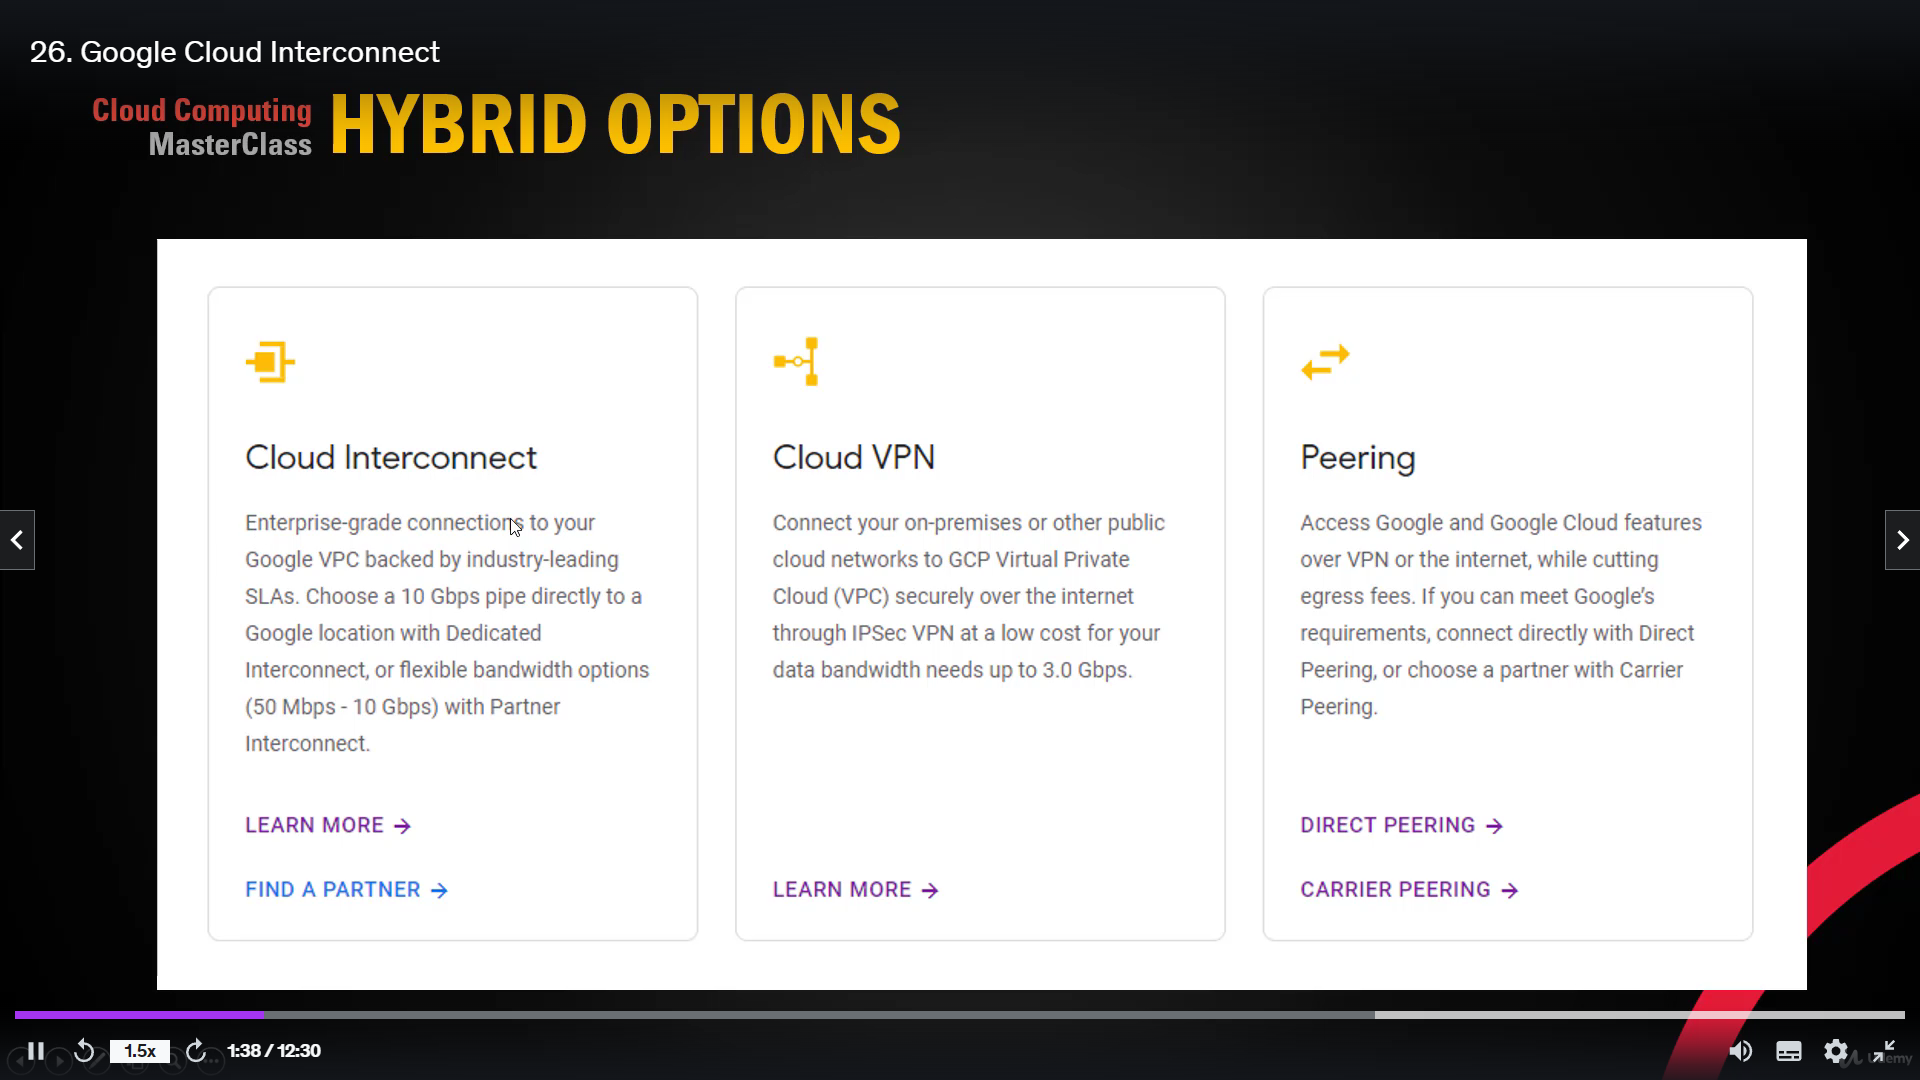 26. Google Cloud Interconnect
Cloud Computing
MasterClass
HYBRID OPTIONS
Cloud Interconnect
Enterprise-grade connections to your
Google VPC backed by industry-leading
SLAs. Choose a 10 Gbps pipe directly to a
Google location with Dedicated
Interconnect, or flexible bandwidth options
(50 Mbps - 10 Gbps) with Partner
Interconnect.
LEARN MORE →
FIND A PARTNER →
Cloud VPN
Connect your on-premises or other public
cloud networks to GCP Virtual Private
Cloud (VPC) securely over the internet
through IPSec VPN at a low cost for your
data bandwidth needs up to 3.0 Gbps.
LEARN MORE →
Peering
Access Google and Google Cloud features
over VPN or the internet, while cutting
egress fees. If you can meet Google's
requirements, connect directly with Direct
Peering, or choose a partner with Carrier
Peering.
DIRECT PEERING →
CARRIER PEERING →
1.5x
1:38 / 12:30
Udemy